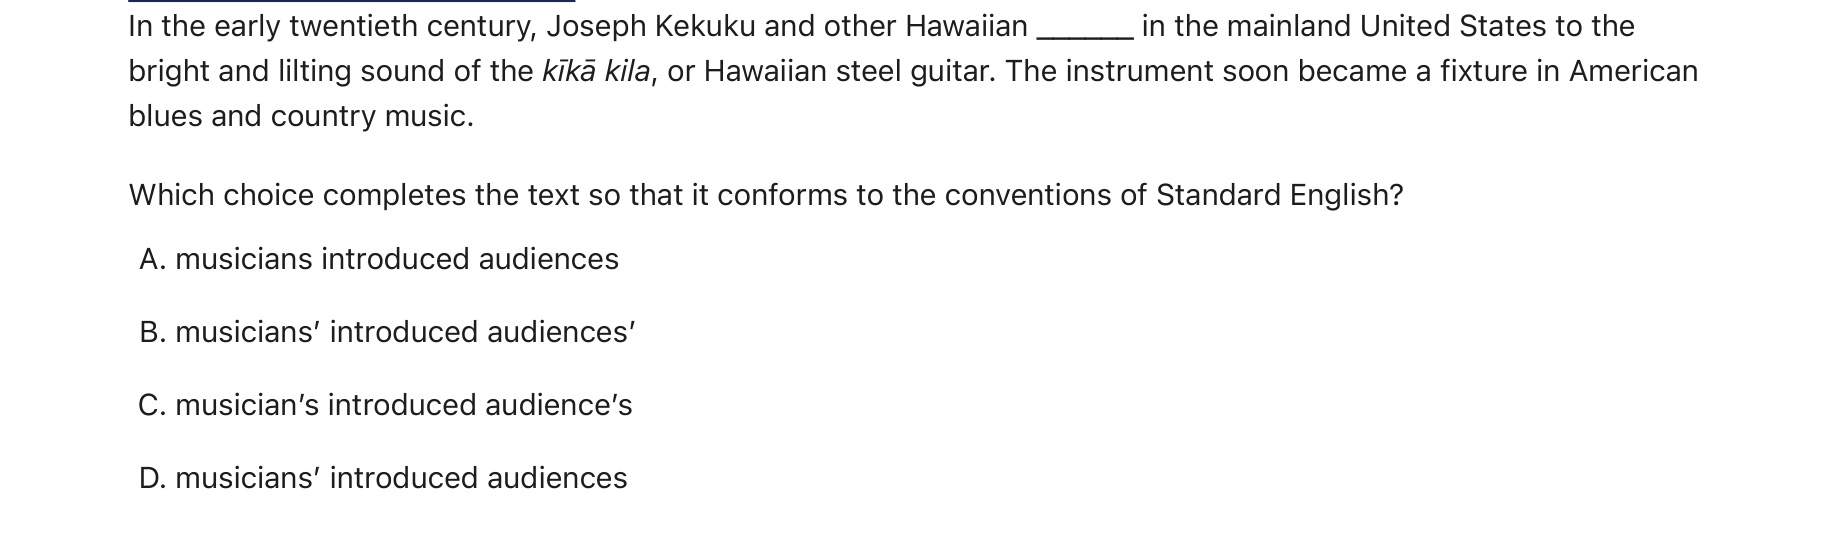 In the early twentieth century, Joseph Kekuku and other Hawaiian ______ in the mainland United States to the
bright and lilting sound of the kīkā kila, or Hawaiian steel guitar. The instrument soon became a fixture in American
blues and country music.
Which choice completes the text so that it conforms to the conventions of Standard English?
A. musicians introduced audiences
B. musicians’ introduced audiences’
C. musician’s introduced audience’s
D. musicians’ introduced audiences